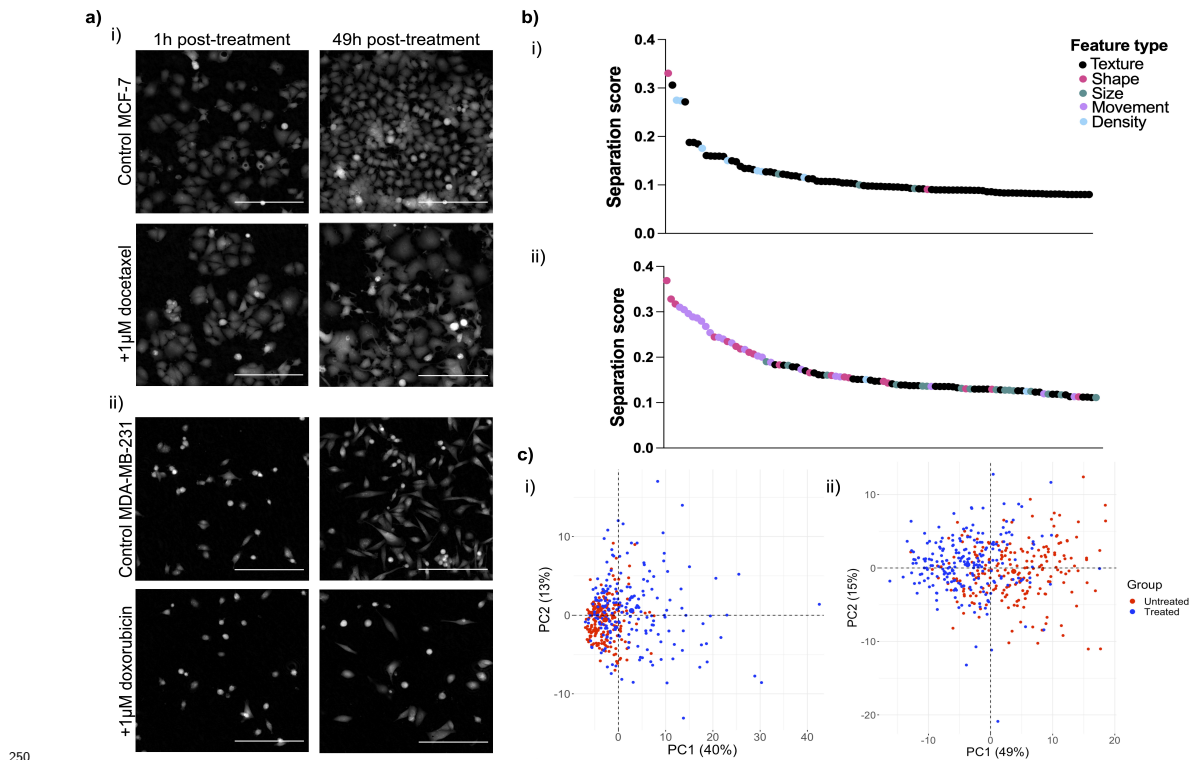 a)
i)
1h post-treatment
49h post-treatment
Control MCF-7
+1µM docetaxel
ii)
Control MDA-MB-231
+1µM doxorubicin
b)
i)
0.4
0.3
0.2
0.1
0.0
Separation score
Feature type
Texture
Shape
Size
Movement
Density
ii)
0.4
0.3
0.2
0.1
0.0
Separation score
c)
i)
10
0
-10
PC2 (13%)
0
10
20
30
40
PC1 (40%)
ii)
10
0
-10
-20
PC2 (15%)
-10
0
10
20
PC1 (49%)
Group
Untreated
Treated
250